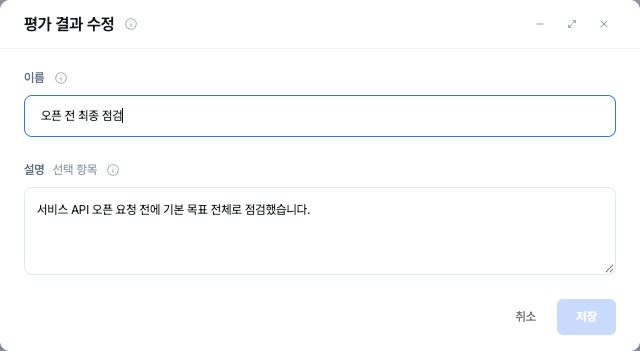 평가 결과 수정
이름
오픈 전 최종 점검
설명 선택 항목
서비스 API 오픈 요청 전에 기본 목표 전체로 점검했습니다.
취소 저장